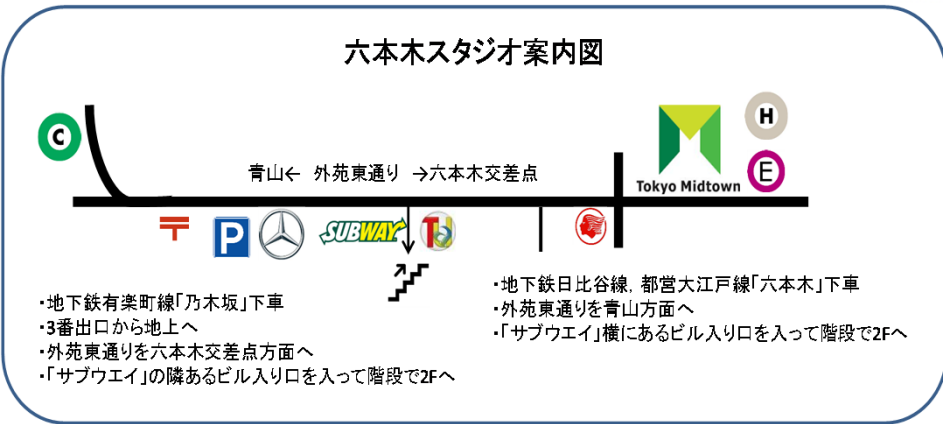 六本木スタジオ案内図
C
H
E
青山← 外苑東通り →六本木交差点
Tokyo Midtown
P
SUBWAY
・地下鉄有楽町線「乃木坂」下車
・3番出口から地上へ
・外苑東通りを六本木交差点方面へ
・「サブウエイ」の隣あるビル入り口を入って階段で2Fへ
・地下鉄日比谷線, 都営大江戸線「六本木」下車
・外苑東通りを青山方面へ
・「サブウエイ」横にあるビル入り口を入って階段で2Fへ